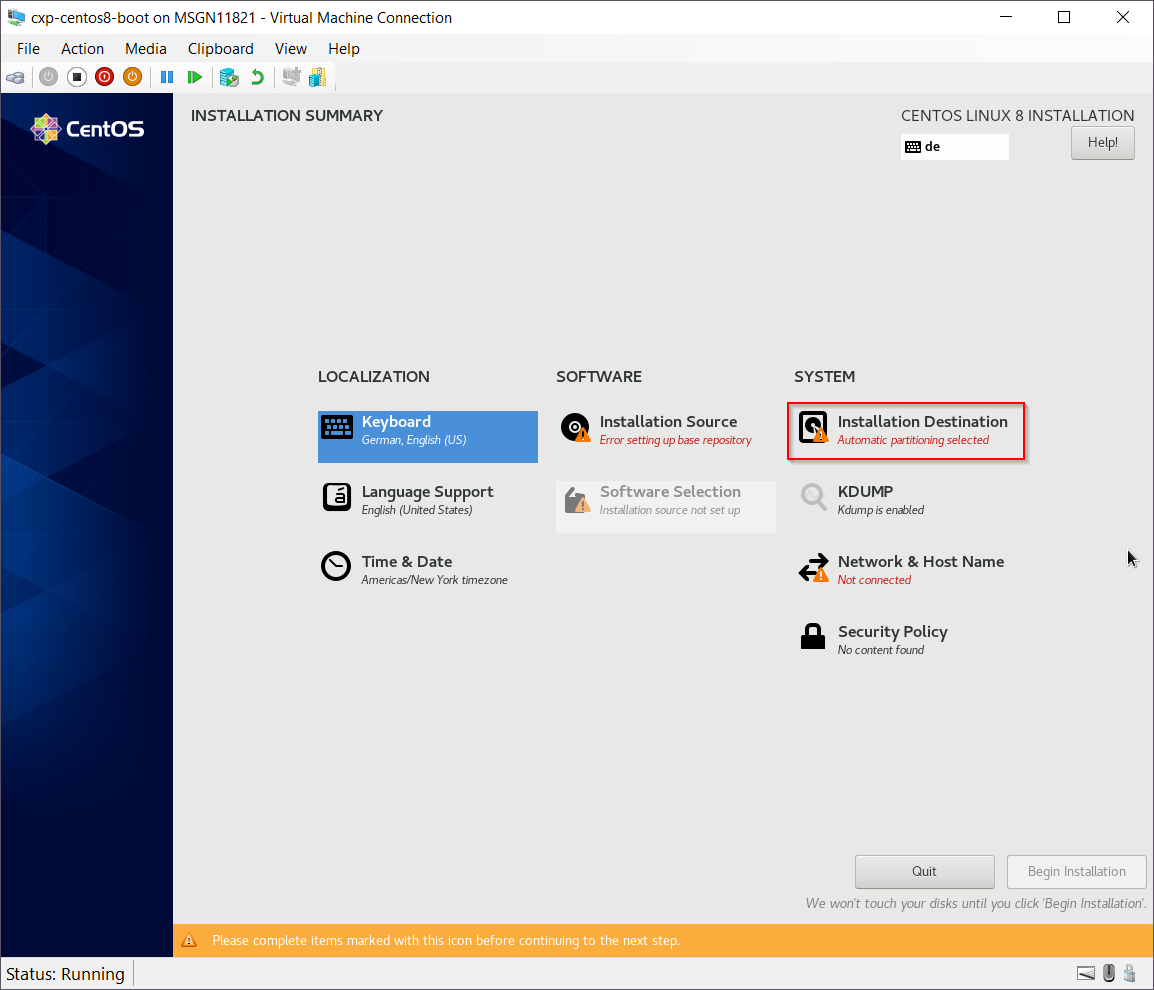 cxp-centos8-boot on MSGN11821 - Virtual Machine Connection
File Action Media Clipboard View Help
CentOS
INSTALLATION SUMMARY
CENTOS LINUX 8 INSTALLATION
de
Help!
LOCALIZATION
Keyboard
German, English (US)
Language Support
English (United States)
Time & Date
Americas/New York timezone
SOFTWARE
Installation Source
Error setting up base repository
Software Selection
Installation source not set up
SYSTEM
Installation Destination
Automatic partitioning selected
KDUMP
Kdump is enabled
Network & Host Name
Not connected
Security Policy
No content found
Quit
Begin Installation
We won't touch your disks until you click 'Begin Installation'.
Please complete items marked with this icon before continuing to the next step.
Status: Running